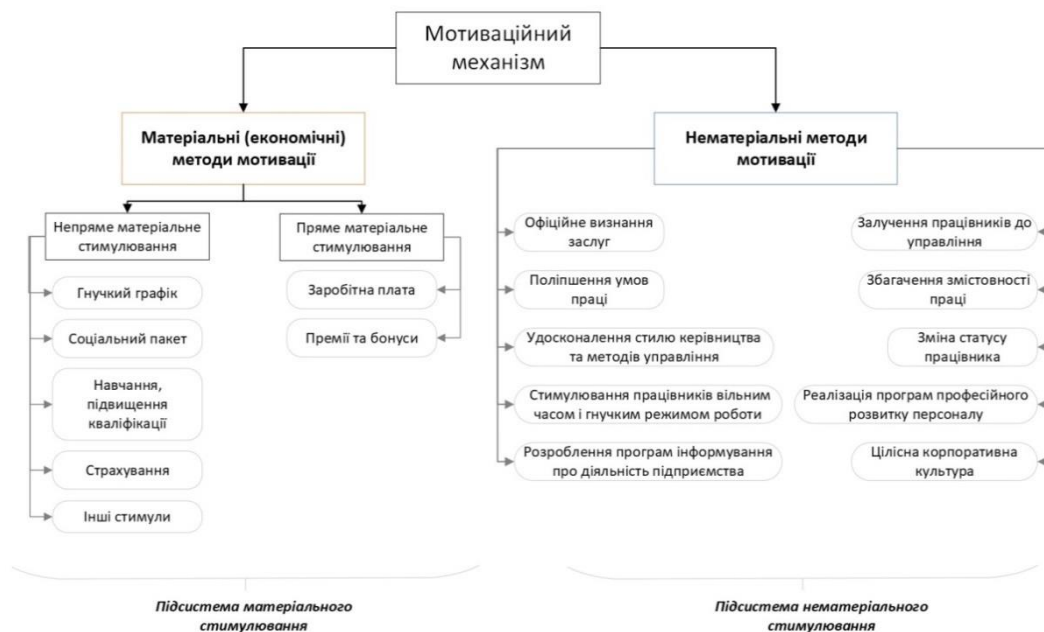 Мотиваційний
механізм
Матеріальні (економічні)
методи мотивації
Непряме матеріальне
стимулювання
Гнучкий графік
Соціальний пакет
Навчання,
підвищення
кваліфікації
Страхування
Інші стимули
Пряме матеріальне
стимулювання
Заробітна плата
Премії та бонуси
Підсистема матеріального
стимулювання
Нематеріальні методи
мотивації
Офіційне визнання
заслуг
Поліпшення умов
праці
Удосконалення стилю керівництва
та методів управління
Стимулювання працівників вільним
часом і гнучким режимом роботи
Розроблення програм інформування
про діяльність підприємства
Залучення працівників до
управління
Збагачення змістовності
праці
Зміна статусу
працівника
Реалізація програм професійного
розвитку персоналу
Цілісна корпоративна
культура
Підсистема нематеріального
стимулювання